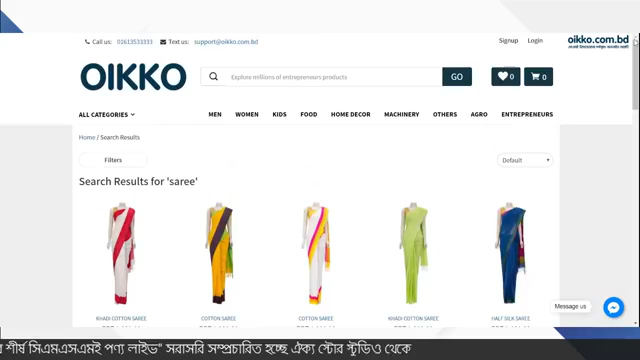 Call us: 01613533333 Text us: support@oikko.com.bd Signup Login
oikko.com.bd
OIKKO Explore millions of entrepreneurs products GO 0 0
ALL CATEGORIES MEN WOMEN KIDS FOOD HOME DECOR MACHINERY OTHERS AGRO ENTREPRENEURS
Home / Search Results
Filters Default
Search Results for 'saree'
KHADI COTTON SAREE COTTON SAREE COTTON SAREE KHADI COTTON SAREE HALF SILK SAREE
Message us
শীর্ষ সিএমএসএমই পণ্য লাইভ" সরাসরি সম্প্রচারিত হচ্ছে ঐক্য স্টোর স্টুডিও থেকে